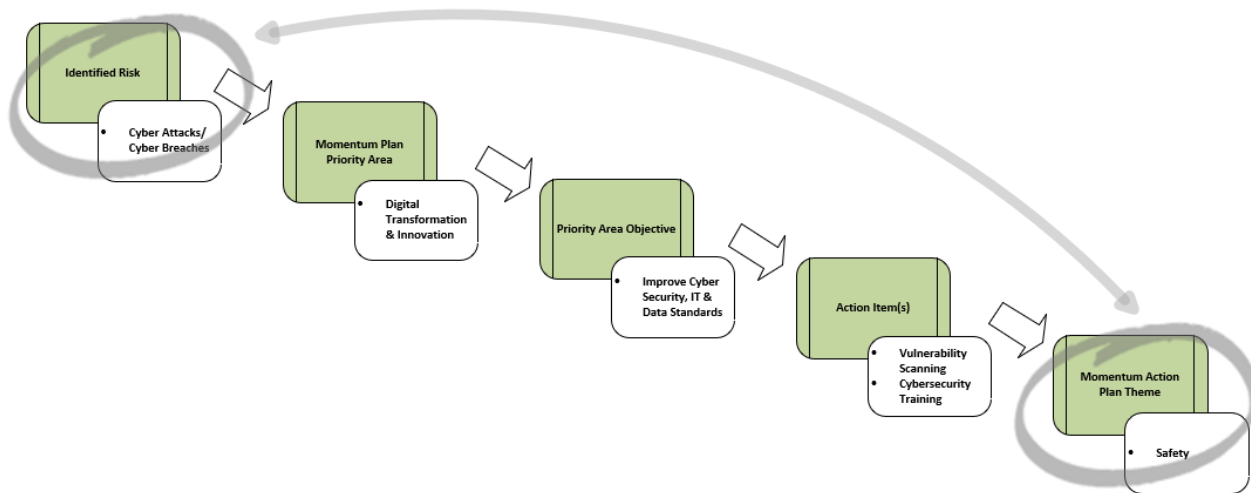 Identified Risk
• Cyber Attacks/
Cyber Breaches
Momentum Plan
Priority Area
• Digital
Transformation
& Innovation
Priority Area Objective
• Improve Cyber
Security, IT &
Data Standards
Action Item(s)
• Vulnerability
Scanning
• Cybersecurity
Training
Momentum Action
Plan Theme
• Safety